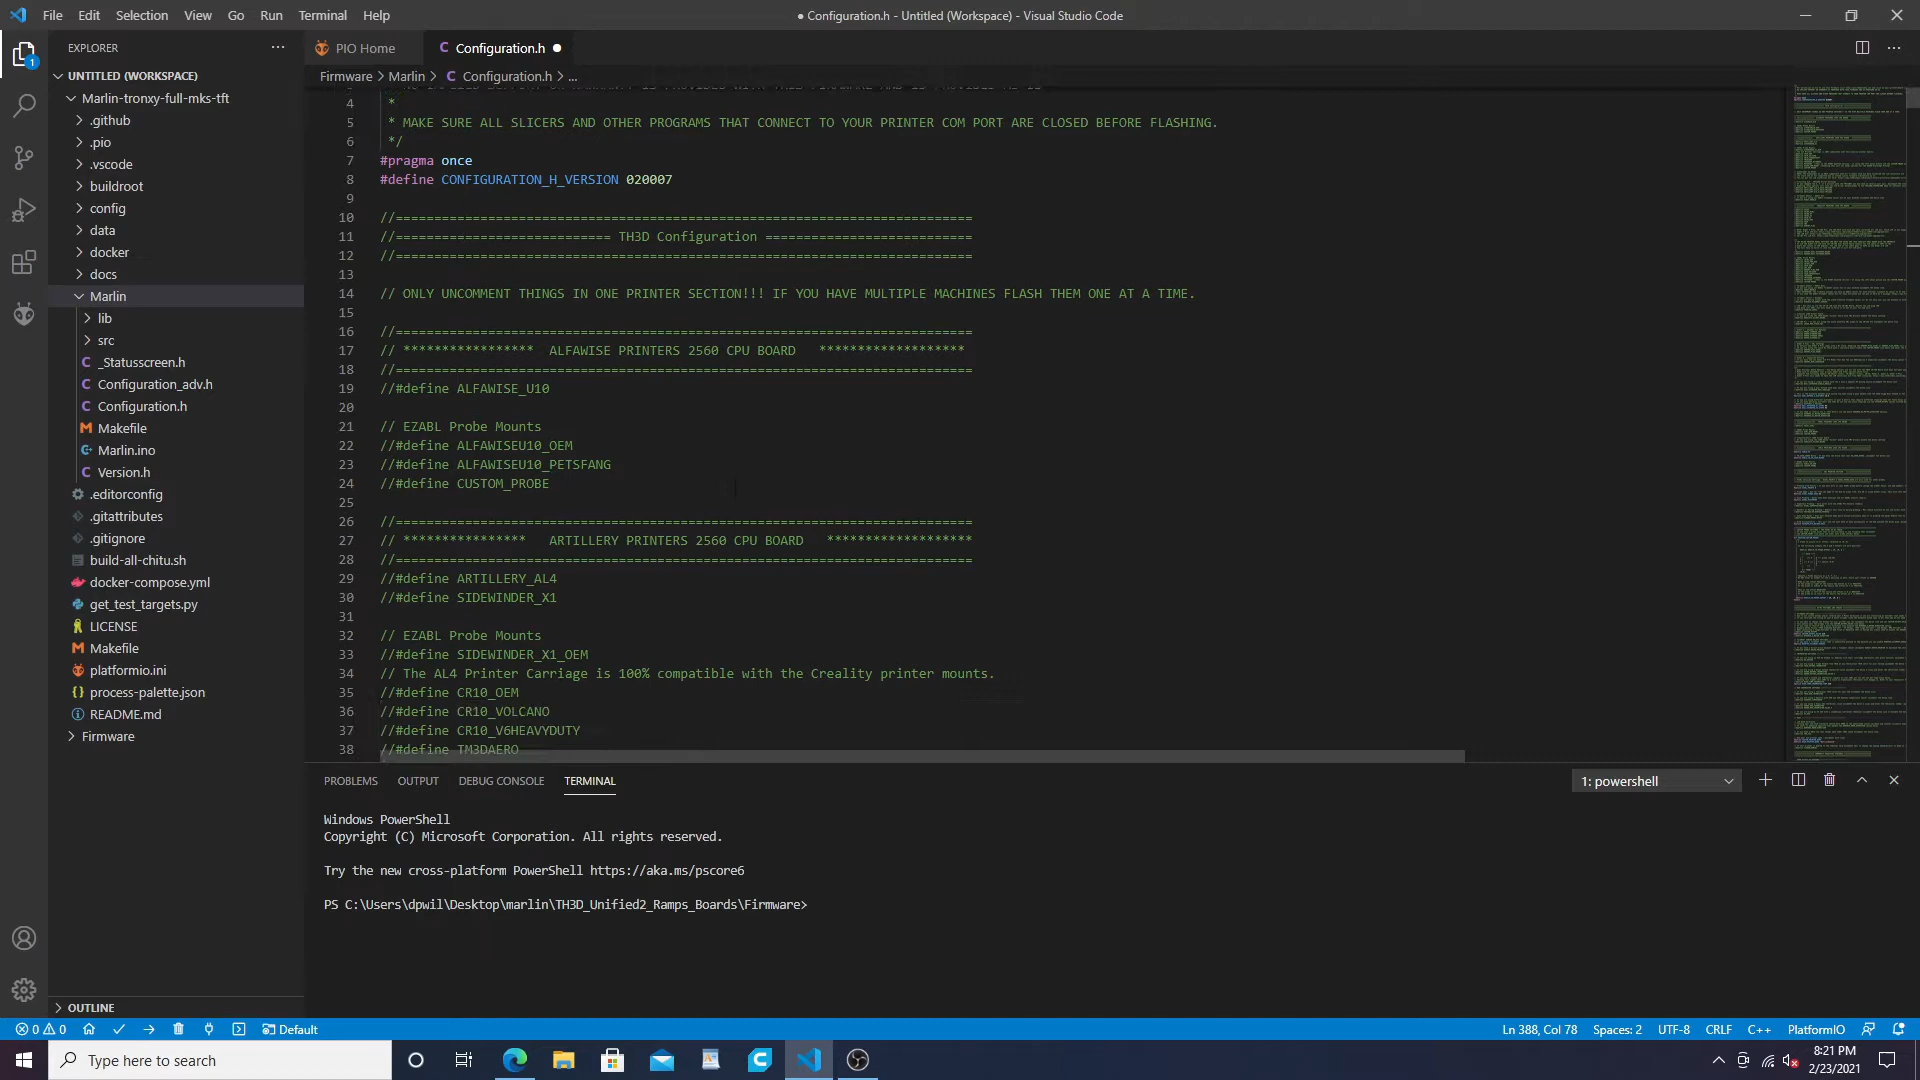 File Edit Selection View Go Run Terminal Help
● Configuration.h - Untitled (Workspace) - Visual Studio Code
EXPLORER
PIO Home
C Configuration.h ●
UNTITLED (WORKSPACE)
Marlin-tronxy-full-mks-tft
.github
.pio
.vscode
buildroot
config
data
docker
docs
Marlin
lib
src
C _Statusscreen.h
C Configuration_adv.h
C Configuration.h
M Makefile
Marlin.ino
C Version.h
.editorconfig
.gitattributes
.gitignore
build-all-chitu.sh
docker-compose.yml
get_test_targets.py
LICENSE
M Makefile
platformio.ini
{} process-palette.json
README.md
Firmware
OUTLINE
1
Firmware > Marlin > C Configuration.h > ...
4 *
5 * MAKE SURE ALL SLICERS AND OTHER PROGRAMS THAT CONNECT TO YOUR PRINTER COM PORT ARE CLOSED BEFORE FLASHING.
6 */
7 #pragma once
8 #define CONFIGURATION_H_VERSION 020007
9
10 //===========================================================================
11 //============================ TH3D Configuration ===========================
12 //===========================================================================
13
14 // ONLY UNCOMMENT THINGS IN ONE PRINTER SECTION!!! IF YOU HAVE MULTIPLE MACHINES FLASH THEM ONE AT A TIME.
15
16 //===========================================================================
17 // *****************  ALFAWISE PRINTERS 2560 CPU BOARD   *******************
18 //===========================================================================
19 //#define ALFAWISE_U10
20
21 // EZABL Probe Mounts
22 //#define ALFAWISEU10_OEM
23 //#define ALFAWISEU10_PETSFANG
24 //#define CUSTOM_PROBE
25
26 //===========================================================================
27 // ****************   ARTILLERY PRINTERS 2560 CPU BOARD   *******************
28 //===========================================================================
29 //#define ARTILLERY_AL4
30 //#define SIDEWINDER_X1
31
32 // EZABL Probe Mounts
33 //#define SIDEWINDER_X1_OEM
34 // The AL4 Printer Carriage is 100% compatible with the Creality printer mounts.
35 //#define CR10_OEM
36 //#define CR10_VOLCANO
37 //#define CR10_V6HEAVYDUTY
38 //#define TM3DAERO
PROBLEMS OUTPUT DEBUG CONSOLE TERMINAL
1: powershell
Windows PowerShell
Copyright (C) Microsoft Corporation. All rights reserved.
Try the new cross-platform PowerShell https://aka.ms/pscore6
PS C:\Users\dpwil\Desktop\marlin\TH3D_Unified2_Ramps_Boards\Firmware>
0 0 Default
Ln 388, Col 78 Spaces: 2 UTF-8 CRLF C++ PlatformIO
Type here to search
8:21 PM
2/23/2021